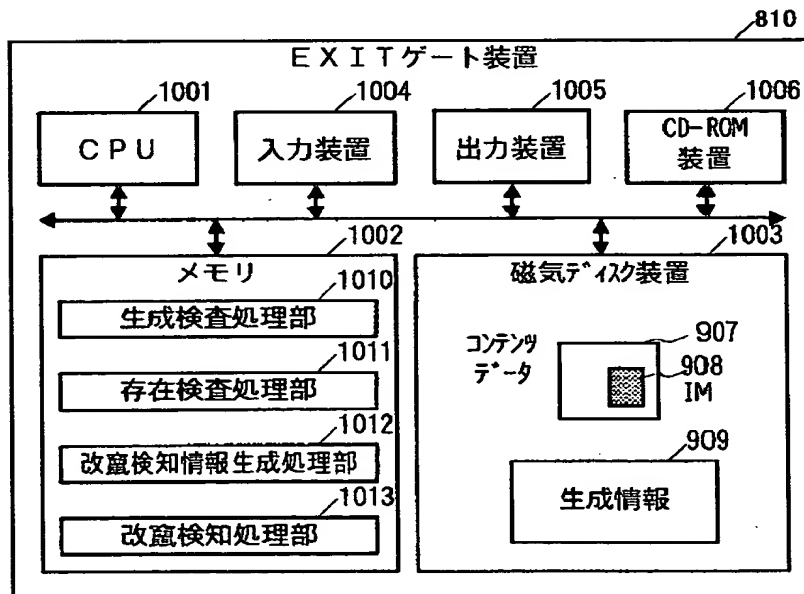 810
EXITゲート装置
1001
1004
1005
1006
CPU
入力装置
出力装置
CD-ROM
装置
1002
1003
メモリ
磁気ディスク装置
1010
生成検査処理部
1011
存在検査処理部
1012
改竄検知情報生成処理部
1013
改竄検知処理部
コンテンツ
データ
907
908
IM
909
生成情報